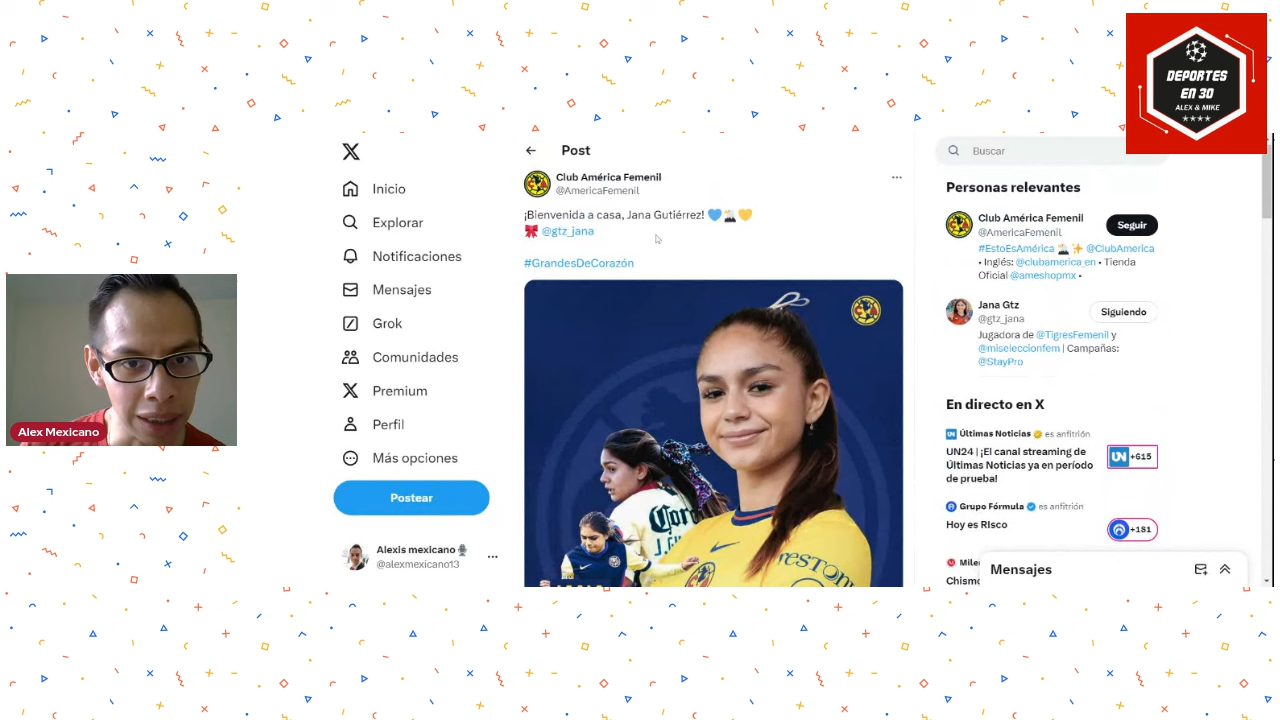 DEPORTES
EN 30
ALEX & MIKE
Alex Mexicano
Inicio
Explorar
Notificaciones
Mensajes
Grok
Comunidades
Premium
Perfil
Más opciones
Postear
Alexis mexicano
@alexmexicano13
Post
Club América Femenil
@AmericaFemenil
¡Bienvenida a casa, Jana Gutiérrez! 💙🏻💛
🎀 @gtz_jana
#GrandesDeCorazón
Buscar
Personas relevantes
Club América Femenil
@AmericaFemenil
Seguir
#EstoEsAmérica ✨ @ClubAmerica
• Inglés: @clubamerica_en • Tienda
Oficial @ameshopmx •
Jana Gtz
@gtz_jana
Siguiendo
Jugadora de @TigresFemenil y
@miseleccionfem | Campañas:
@StayPro
En directo en X
Últimas Noticias es anfitrión
UN24 | ¡El canal streaming de
Últimas Noticias ya en período
de prueba!
UN +615
Grupo Fórmula es anfitrión
Hoy es RIsco
+181
Mensajes